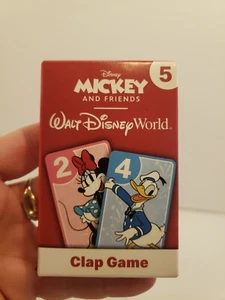 Disney
MICKEY
AND FRIENDS
5
Walt Disney World®
2
4
Clap Game